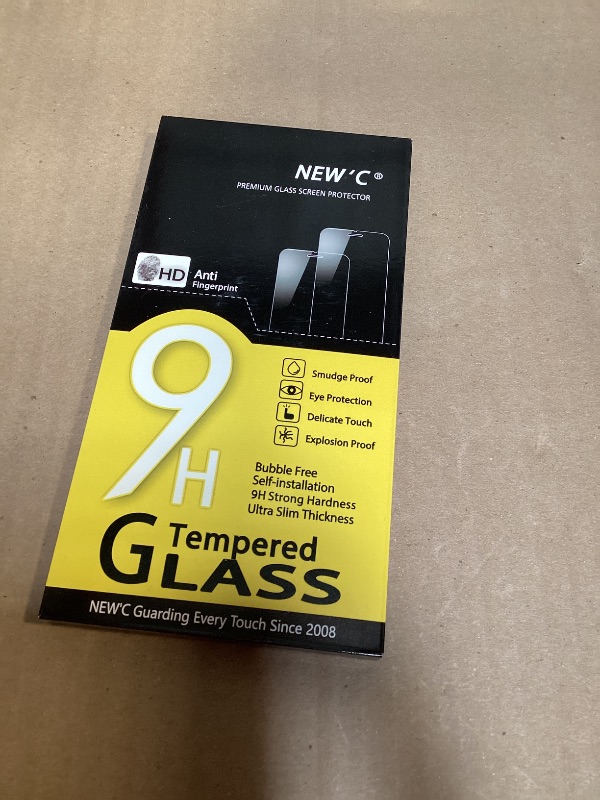 NEW'C ®
PREMIUM GLASS SCREEN PROTECTOR
HD Anti
Fingerprint
9H
Smudge Proof
Eye Protection
Delicate Touch
Explosion Proof
Bubble Free
Self-installation
9H Strong Hardness
Ultra Slim Thickness
Tempered
GLASS
NEW'C Guarding Every Touch Since 2008